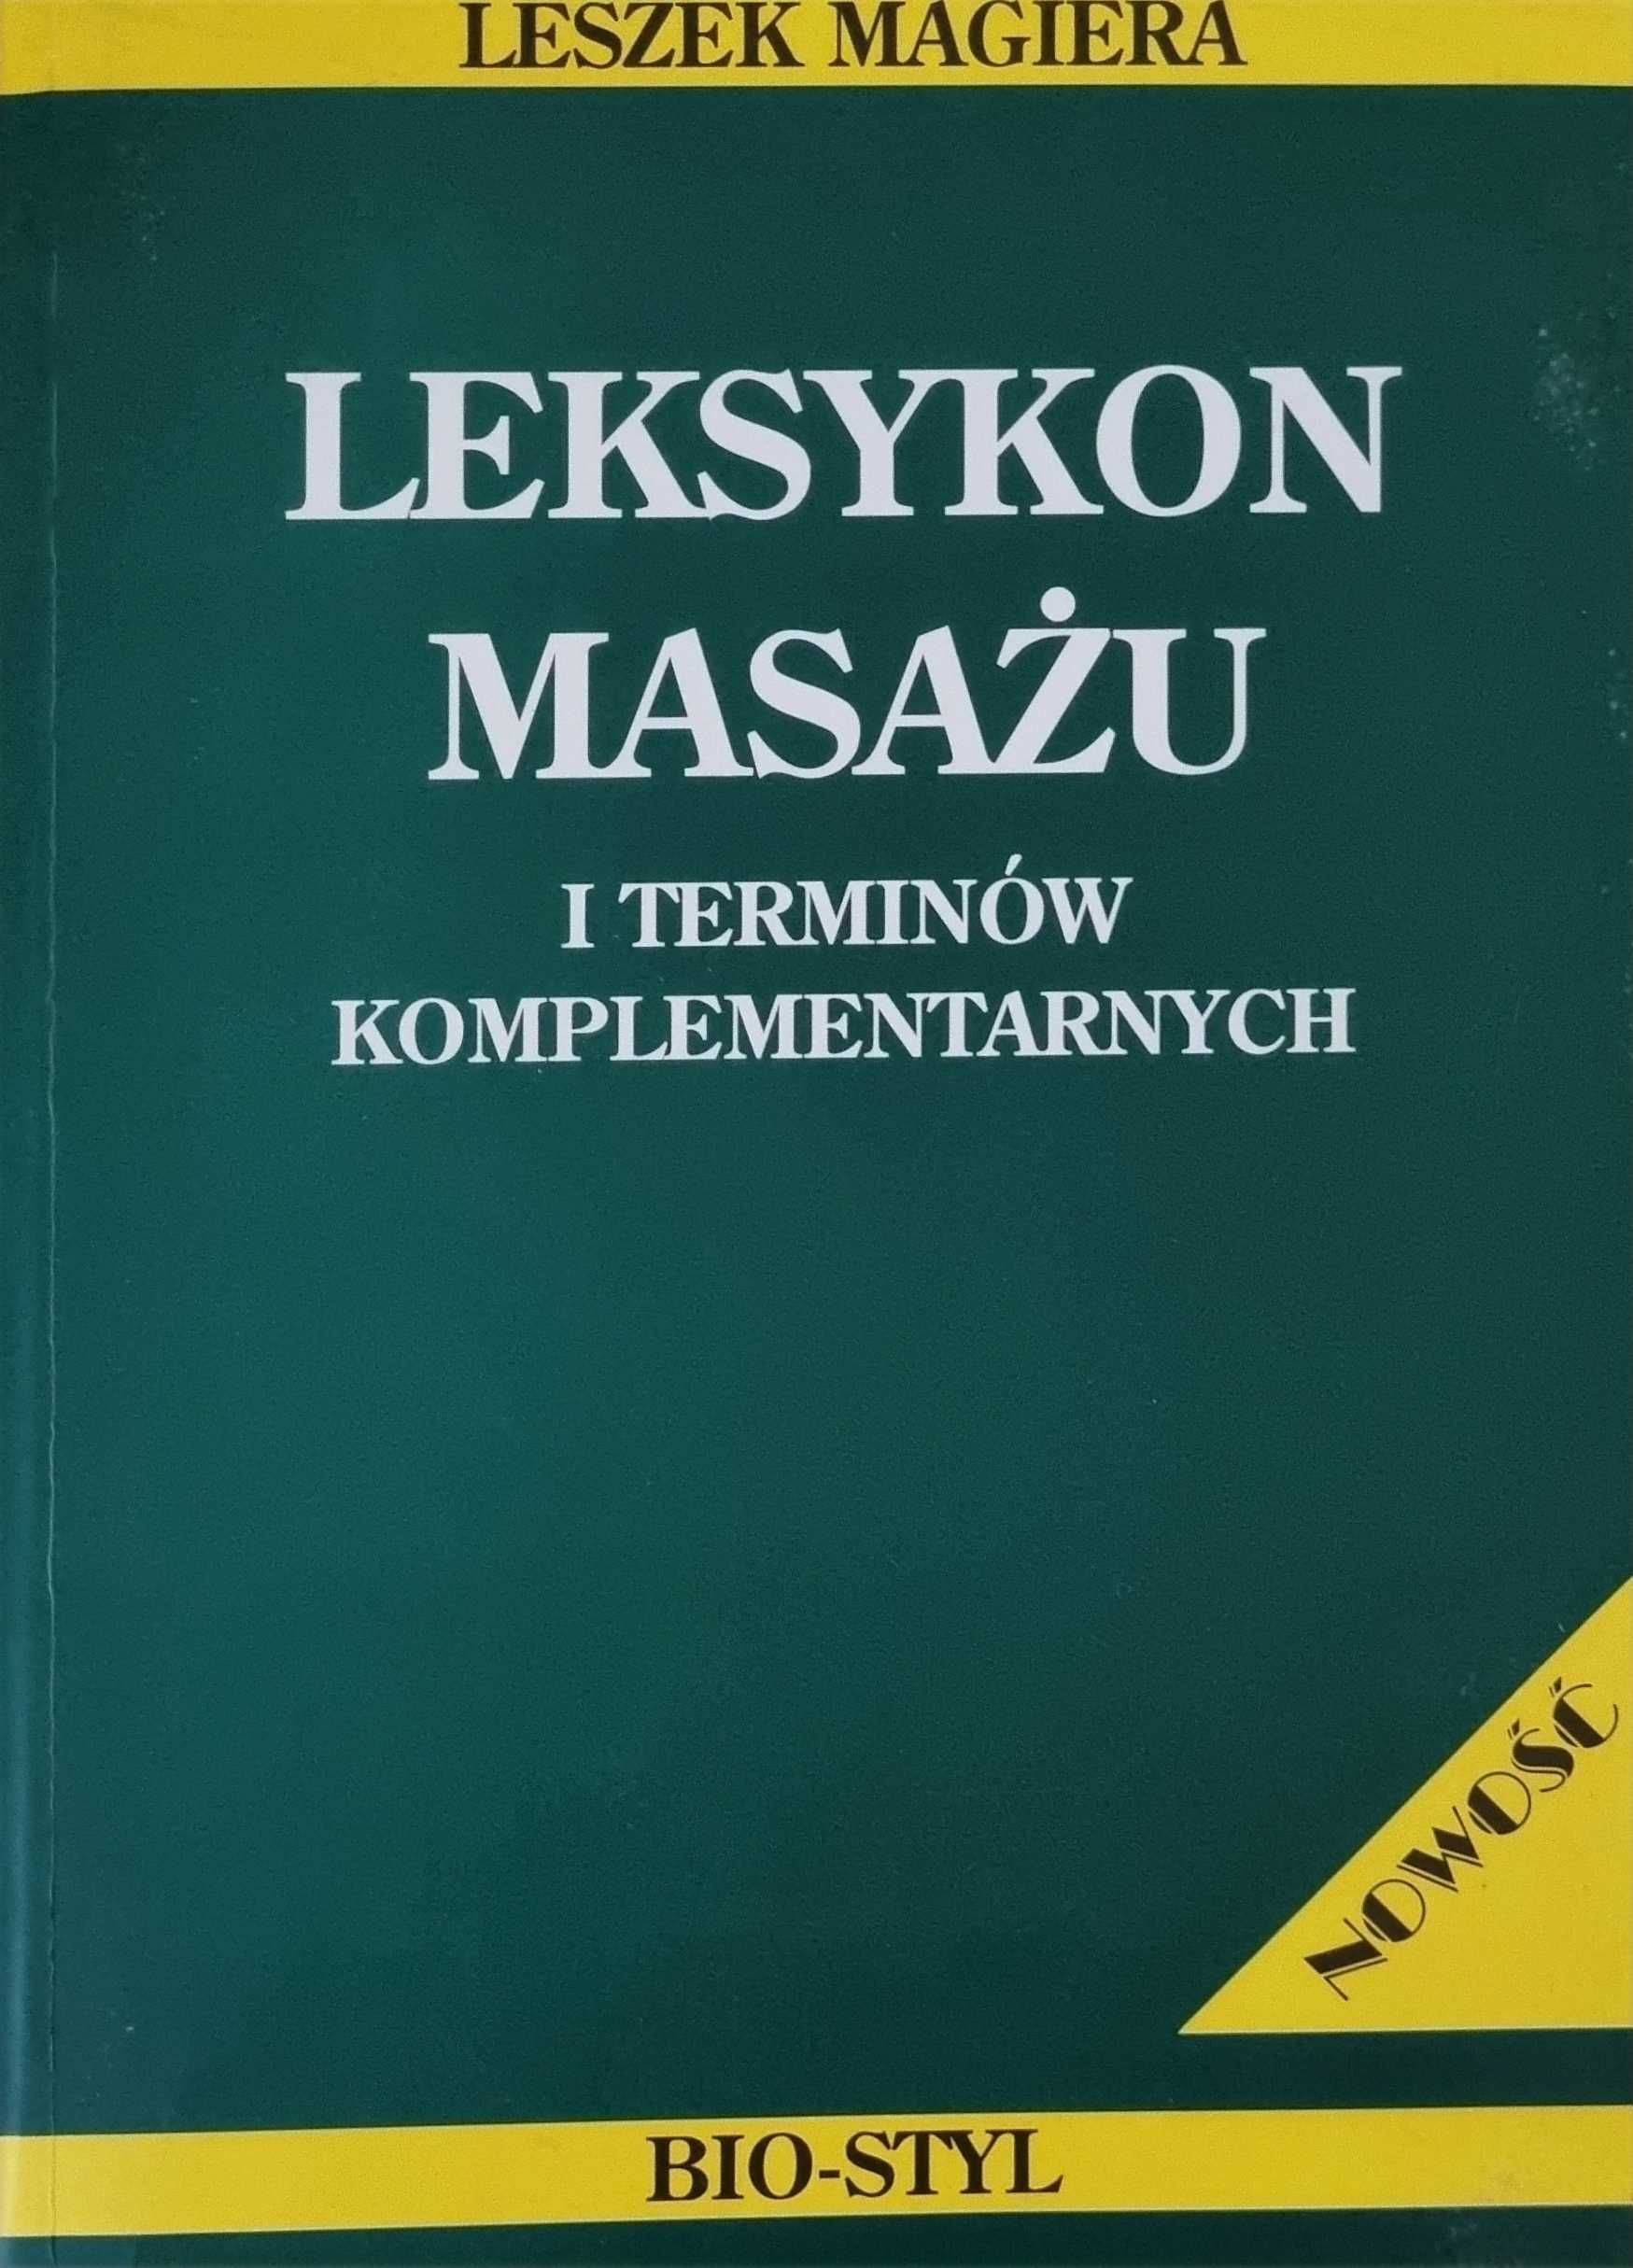 LESZEK MAGIERA
LEKSYKON
MASAŻU
I TERMINÓW
KOMPLEMENTARNYCH
NOWOŚĆ
BIO-STYL